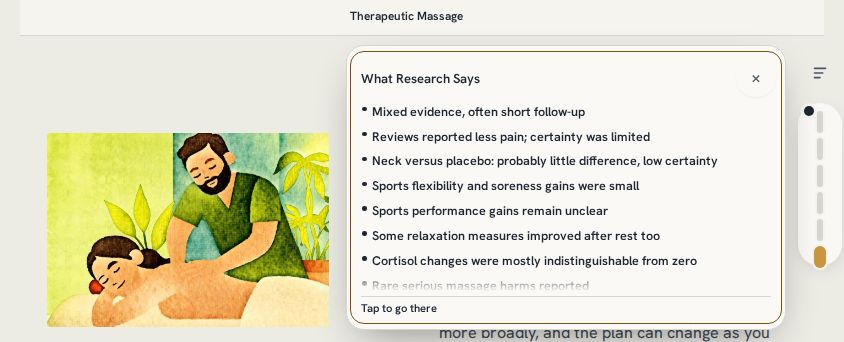 Therapeutic Massage
What Research Says
Mixed evidence, often short follow-up
Reviews reported less pain; certainty was limited
Neck versus placebo: probably little difference, low certainty
Sports flexibility and soreness gains were small
Sports performance gains remain unclear
Some relaxation measures improved after rest too
Cortisol changes were mostly indistinguishable from zero
Rare serious massage harms reported
Tap to go there
more broadly, and the plan can change as you